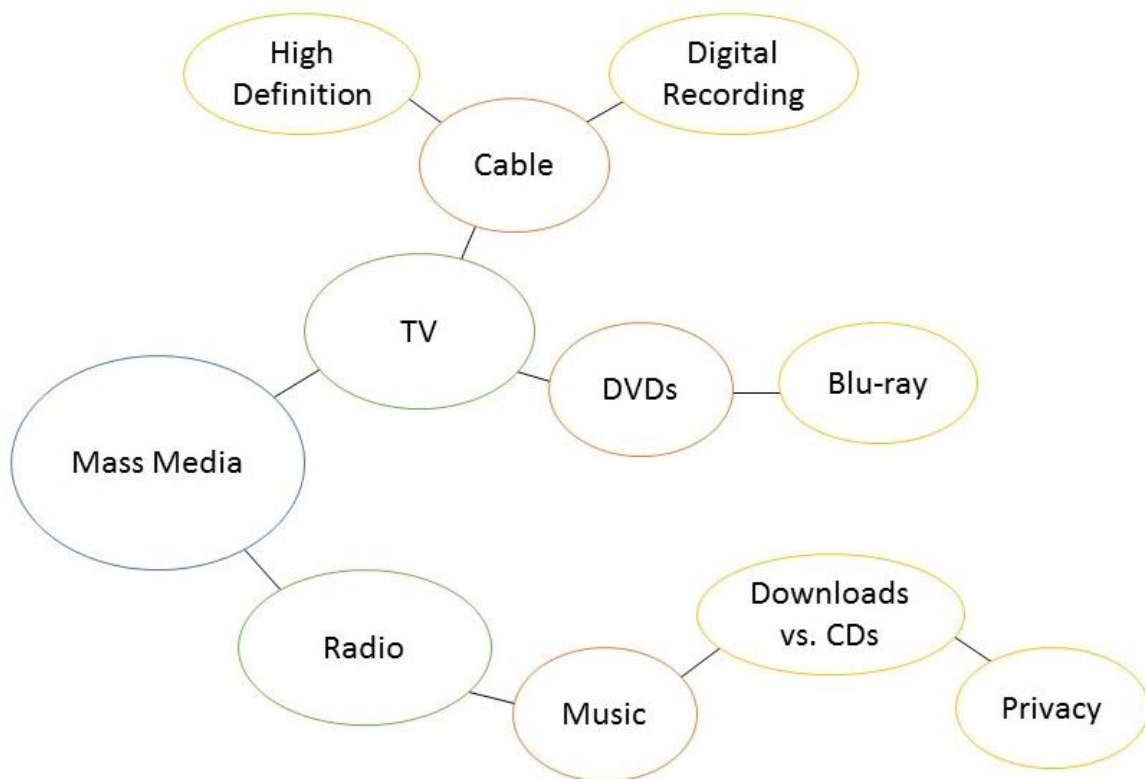 High
Definition
Digital
Recording
Cable
TV
DVDs
Blu-ray
Mass Media
Radio
Music
Downloads
vs. CDs
Privacy